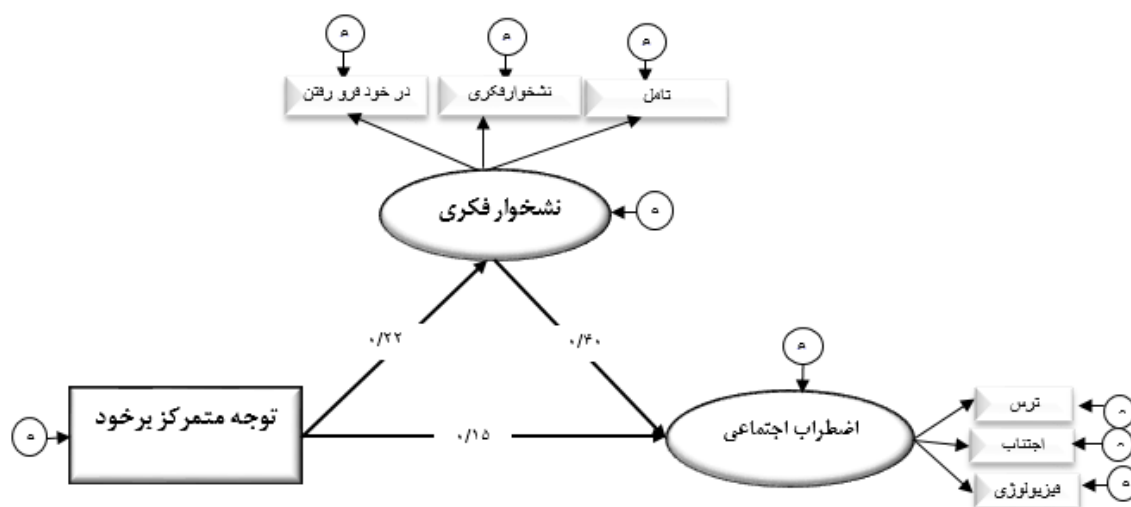 در خود فرو رفتن
نشخوارفکری
تامل
نشخوار فکری
۰/۲۲
۰/۴۰
توجه متمرکز برخود
۰/۱۵
اضطراب اجتماعی
ترس
اجتناب
فیزیولوژی